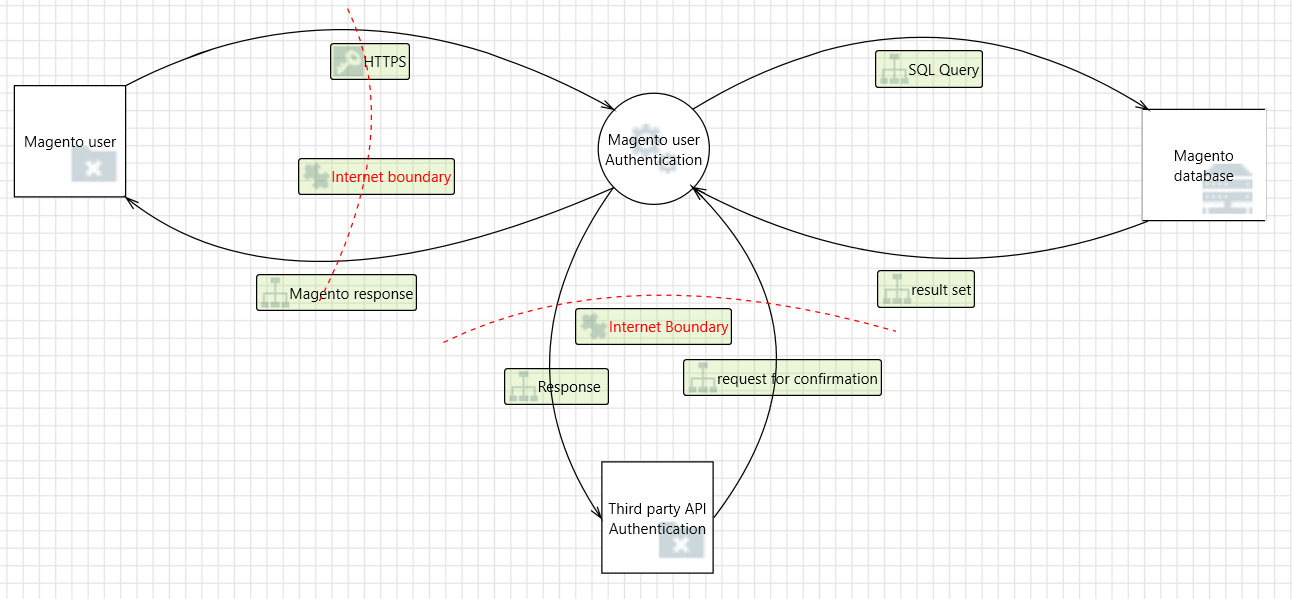 HTTPS
SQL Query
Magento user
Magento user
Authentication
Magento
database
Internet boundary
Magento response
result set
Internet Boundary
Response
request for confirmation
Third party API
Authentication